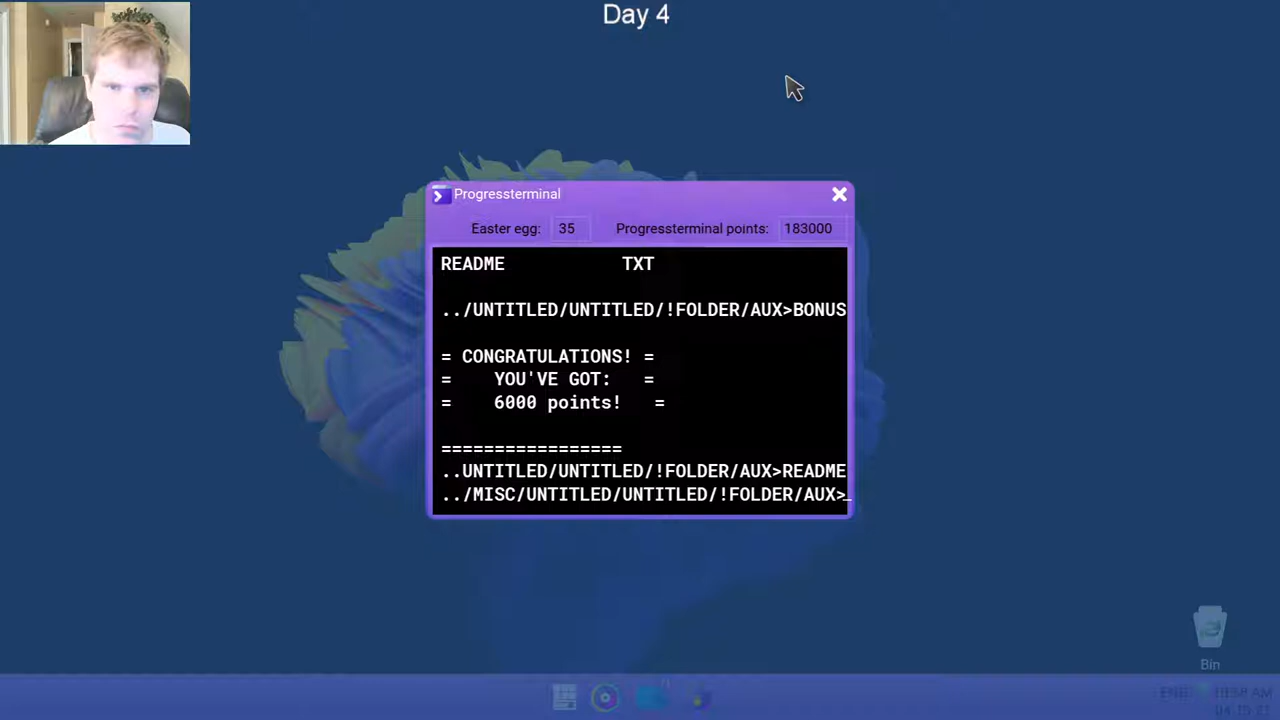 Day 4
Progressterminal
Easter egg: 35 Progressterminal points: 183000
README TXT
../UNTITLED/UNTITLED/!FOLDER/AUX>BONUS
= CONGRATULATIONS! =
= YOU'VE GOT: =
= 6000 points! =
=================
..UNTITLED/UNTITLED/!FOLDER/AUX>README
../MISC/UNTITLED/UNTITLED/!FOLDER/AUX>_
Bin